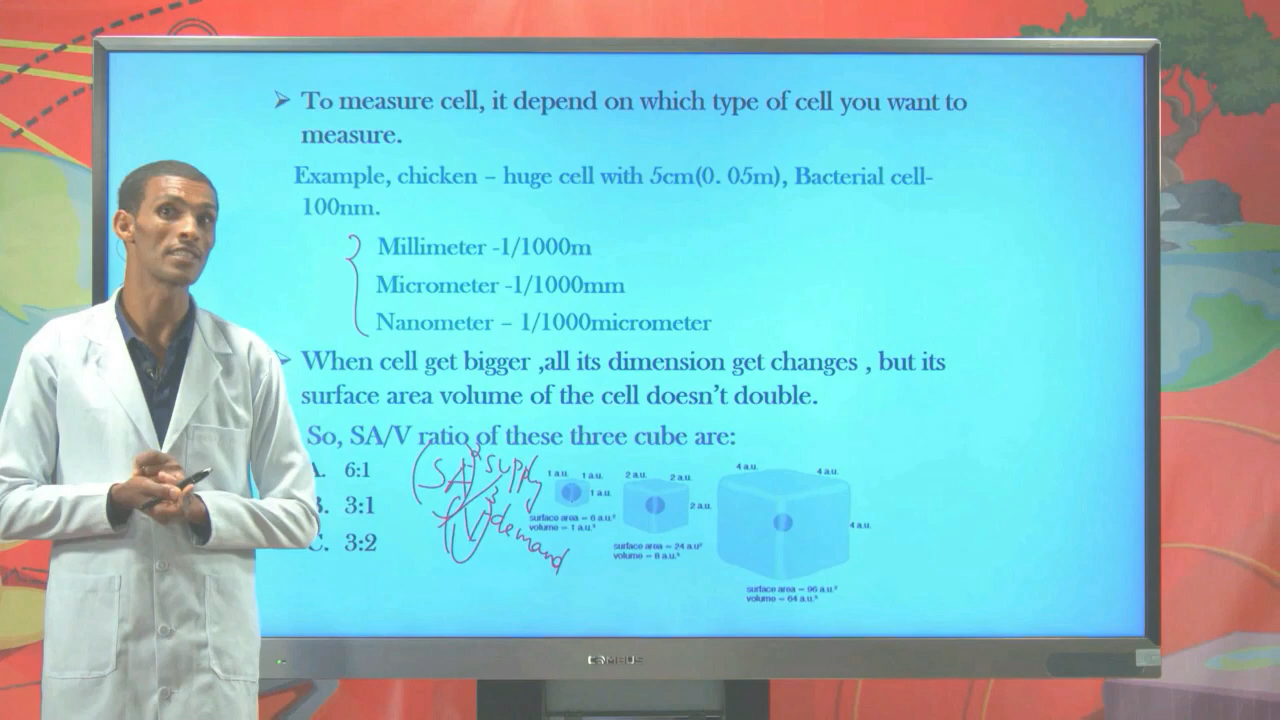 ➢ To measure cell, it depend on which type of cell you want to
measure.
Example, chicken – huge cell with 5cm(0. 05m), Bacterial cell-
100nm.
Millimeter -1/1000m
Micrometer -1/1000mm
Nanometer – 1/1000micrometer
When cell get bigger ,all its dimension get changes , but its
surface area volume of the cell doesn't double.
So, SA/V ratio of these three cube are:
6:1
3:1
C. 3:2
SA supply
V demand
1 a.u. 1 a.u.
1 a.u.
surface area = 6 a.u.²
volume = 1 a.u.³
2 a.u. 2 a.u.
2 a.u.
surface area = 24 a.u²
volume = 8 a.u.³
4 a.u. 4 a.u.
4 a.u.
surface area = 96 a.u.²
volume = 64 a.u.³